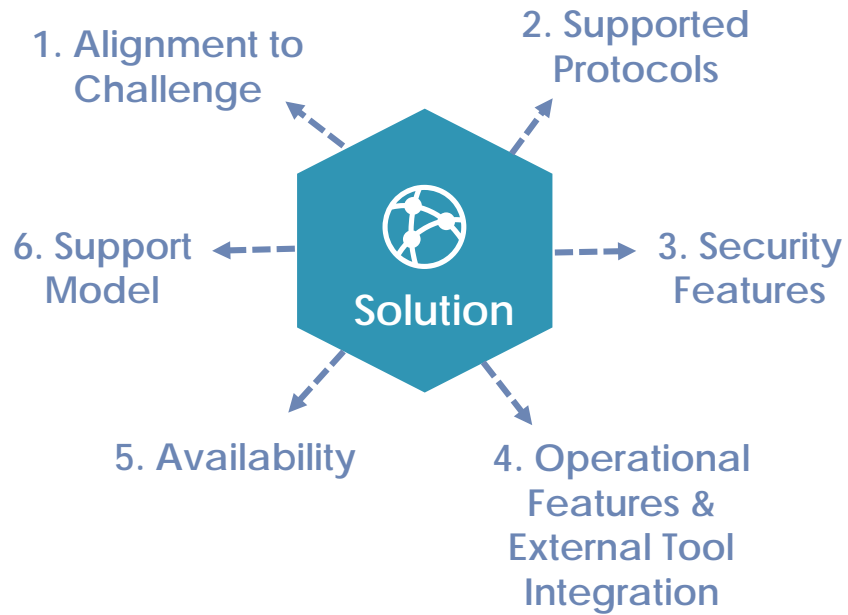 1. Alignment to
Challenge
2. Supported
Protocols
3. Security
Features
4. Operational
Features &
External Tool
Integration
5. Availability
6. Support
Model
Solution